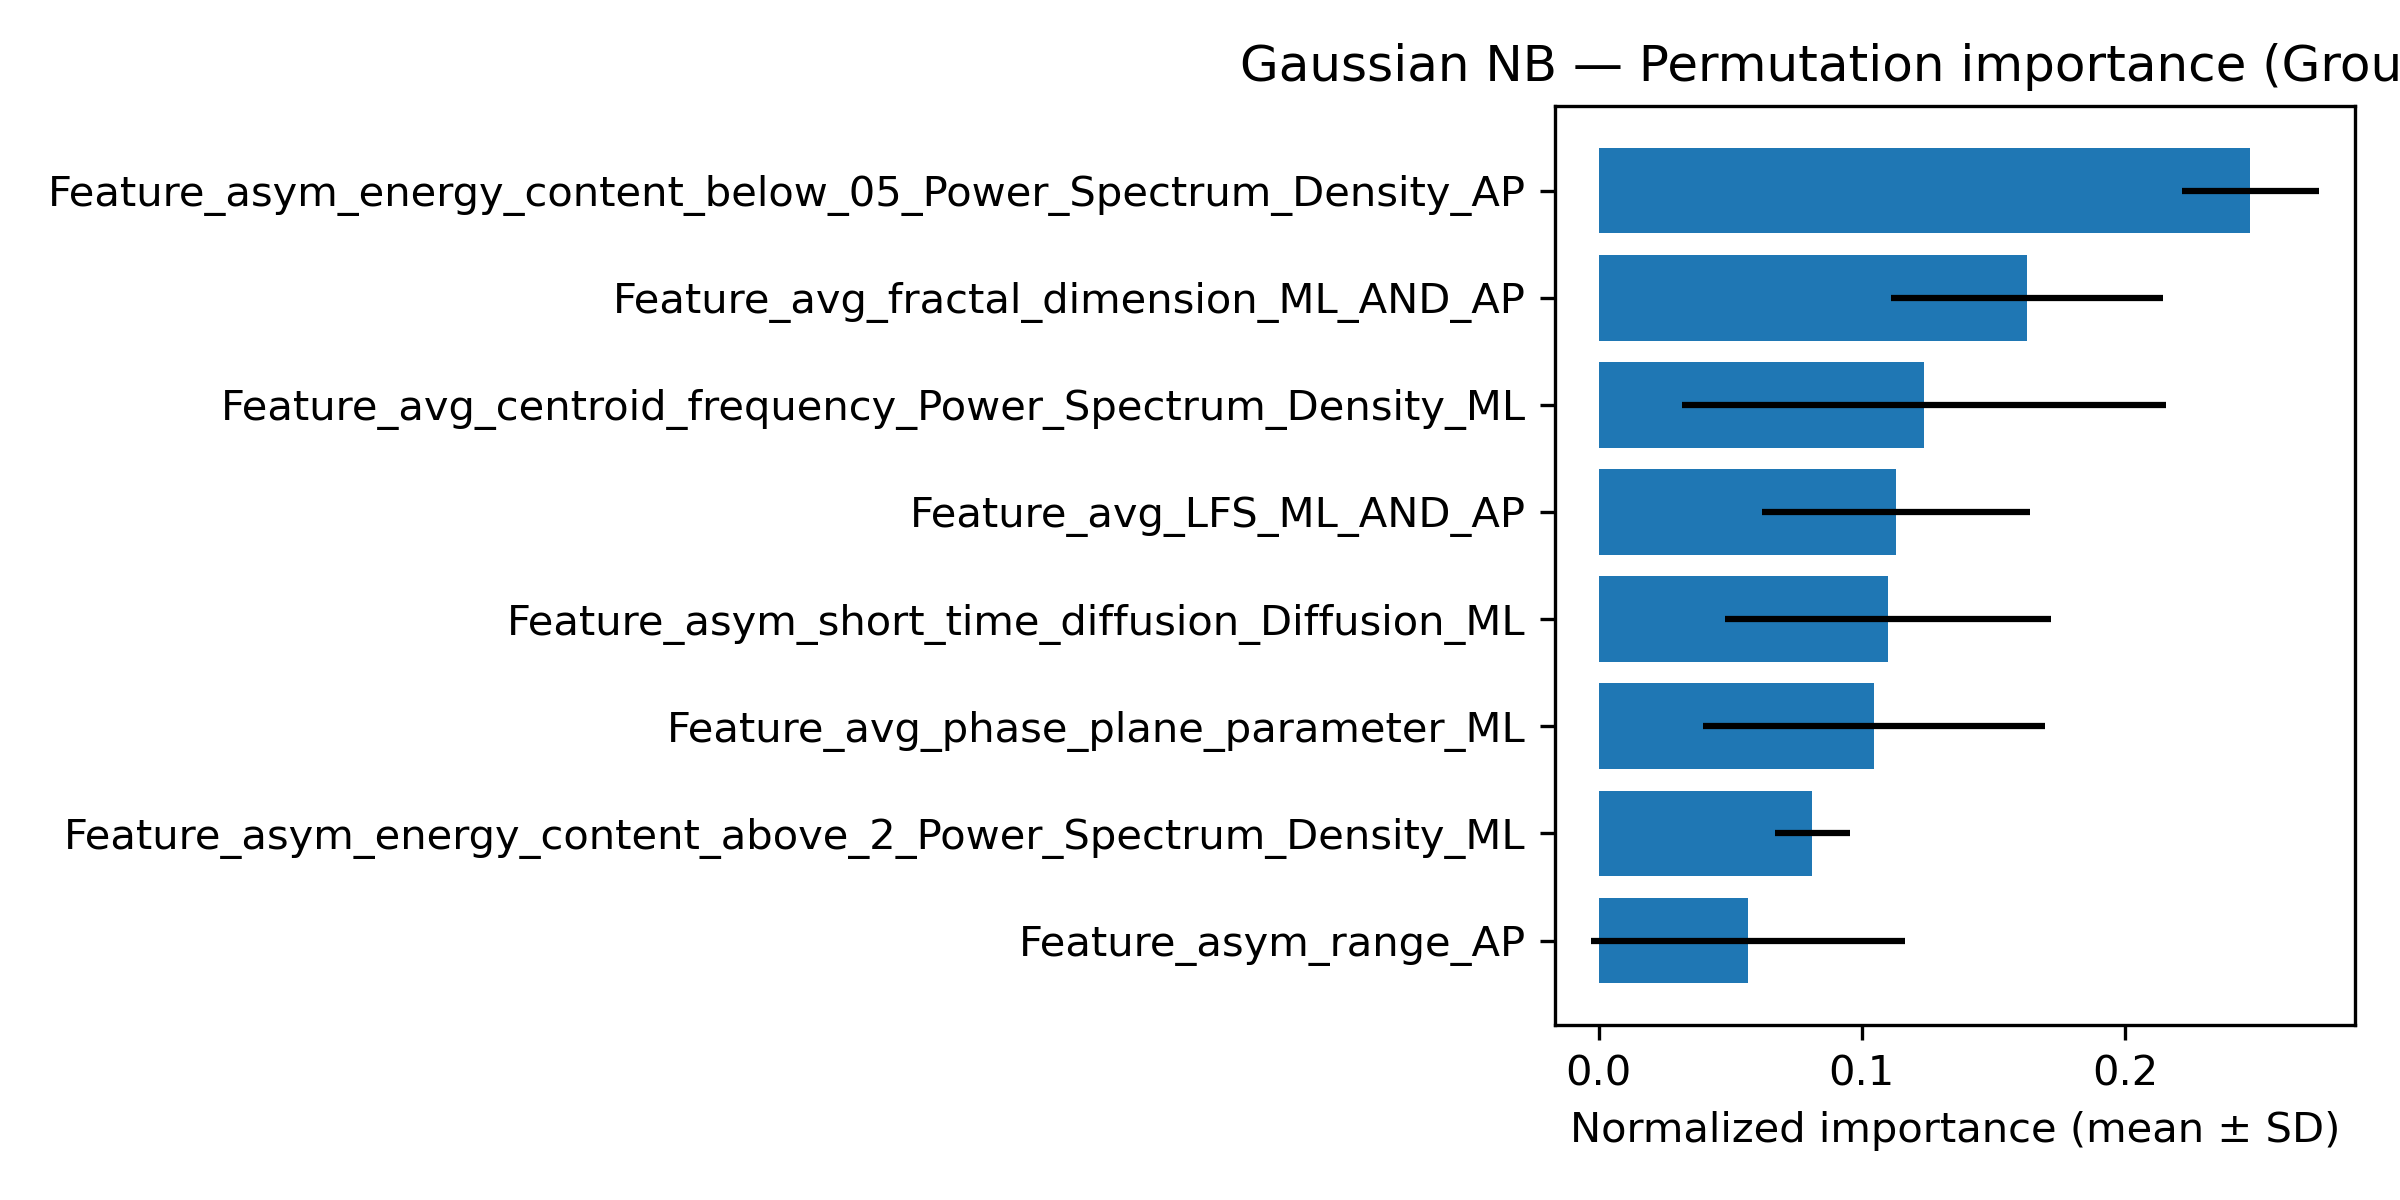 Gaussian NB — Permutation importance (Grou
Feature_asym_energy_content_below_05_Power_Spectrum_Density_AP
Feature_avg_fractal_dimension_ML_AND_AP
Feature_avg_centroid_frequency_Power_Spectrum_Density_ML
Feature_avg_LFS_ML_AND_AP
Feature_asym_short_time_diffusion_Diffusion_ML
Feature_avg_phase_plane_parameter_ML
Feature_asym_energy_content_above_2_Power_Spectrum_Density_ML
Feature_asym_range_AP
0.0 0.1 0.2
Normalized importance (mean ± SD)